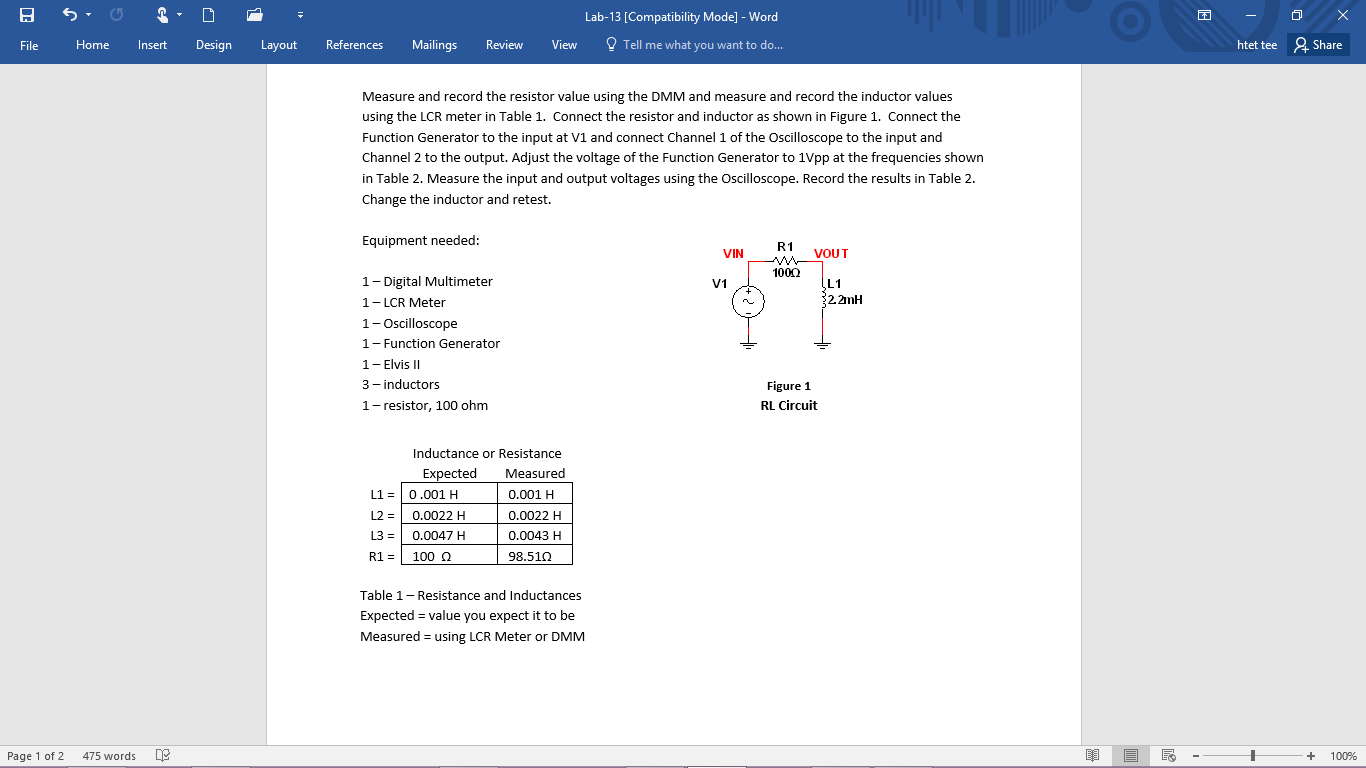 Lab-13 [Compatibility Mode] - Word
File Home Insert Design Layout References Mailings Review View Tell me what you want to do... htet tee Share
Measure and record the resistor value using the DMM and measure and record the inductor values
using the LCR meter in Table 1. Connect the resistor and inductor as shown in Figure 1. Connect the
Function Generator to the input at V1 and connect Channel 1 of the Oscilloscope to the input and
Channel 2 to the output. Adjust the voltage of the Function Generator to 1Vpp at the frequencies shown
in Table 2. Measure the input and output voltages using the Oscilloscope. Record the results in Table 2.
Change the inductor and retest.
Equipment needed:
1 – Digital Multimeter
1 – LCR Meter
1 – Oscilloscope
1 – Function Generator
1 – Elvis II
3 – inductors
1 – resistor, 100 ohm
VIN R1 VOUT
100Ω
V1 L1
2.2mH
Figure 1
RL Circuit
Inductance or Resistance
Expected Measured
L1 = 0 .001 H 0.001 H
L2 = 0.0022 H 0.0022 H
L3 = 0.0047 H 0.0043 H
R1 = 100 Ω 98.51Ω
Table 1 – Resistance and Inductances
Expected = value you expect it to be
Measured = using LCR Meter or DMM
Page 1 of 2 475 words 100%